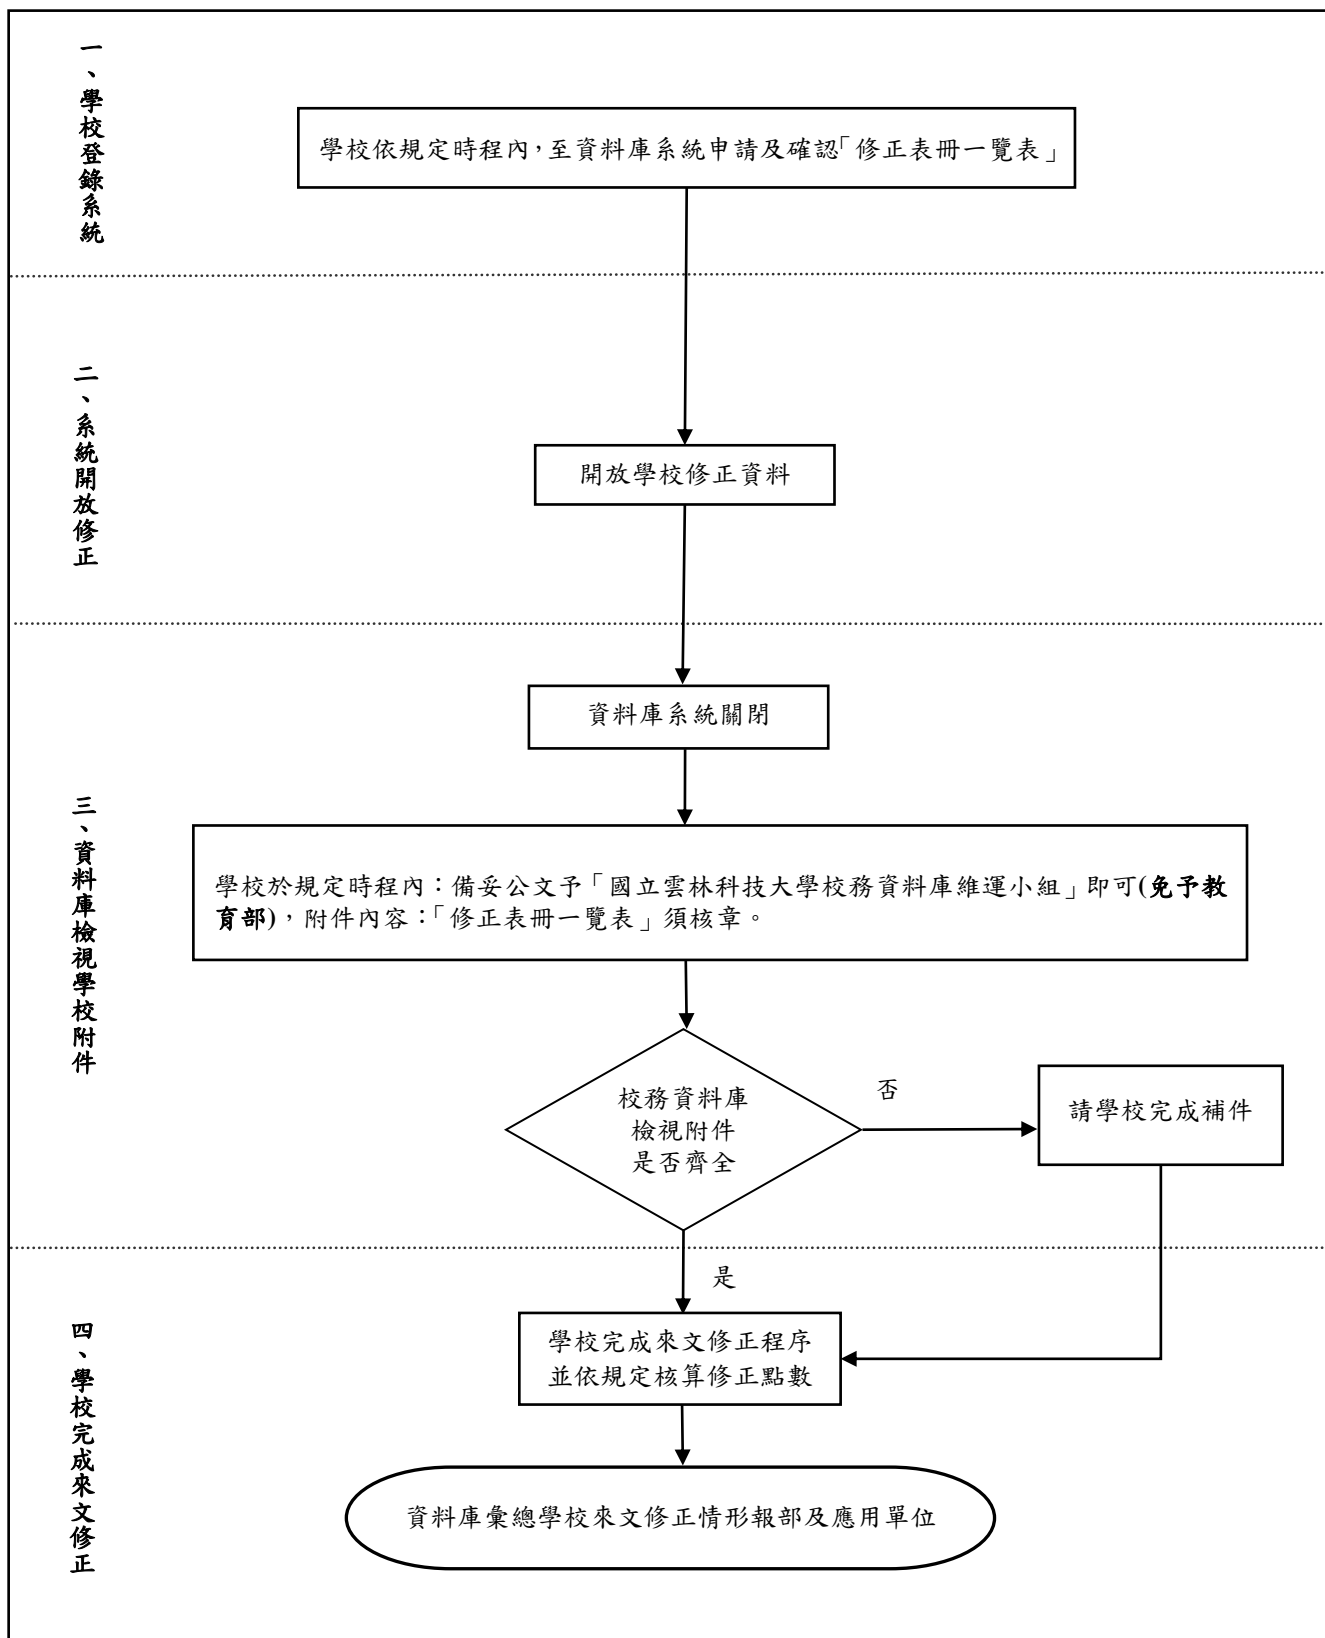 一、學校登錄系統
學校依規定時程內，至資料庫系統申請及確認「修正表冊一覽表」
二、系統開放修正
開放學校修正資料
三、資料庫檢視學校附件
資料庫系統關閉
學校於規定時程內：備妥公文予「國立雲林科技大學校務資料庫維運小組」即可(免予教
育部)，附件內容：「修正表冊一覽表」須核章。
校務資料庫
檢視附件
是否齊全
否
請學校完成補件
是
四、學校完成來文修正
學校完成來文修正程序
並依規定核算修正點數
資料庫彙總學校來文修正情形報部及應用單位